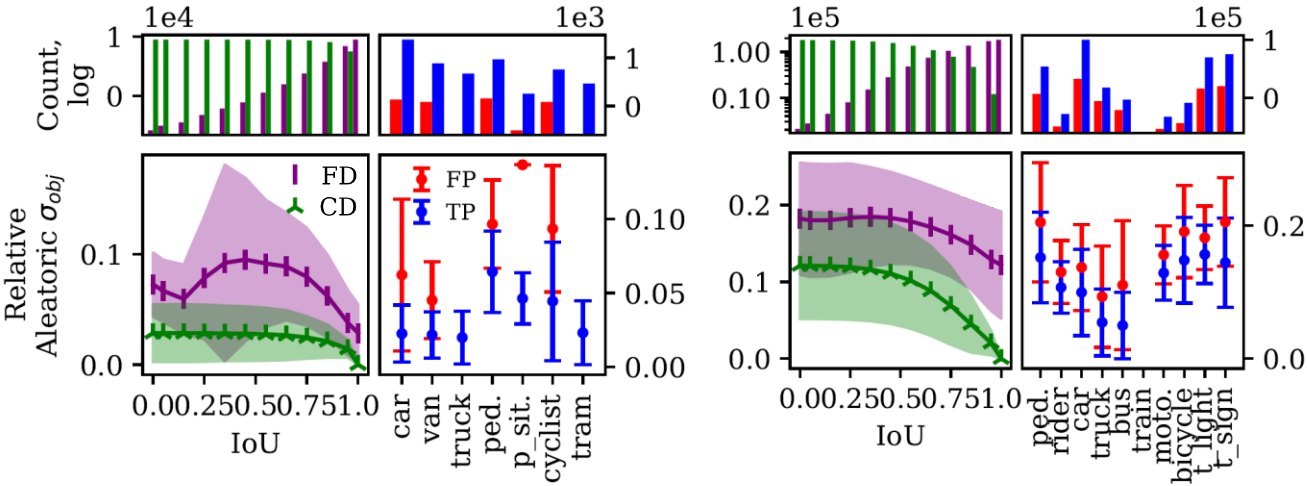 1e4
1e3
1e5
1e5
Count,
log
1
0
1
0
1.00
0.10
1
0
Relative
Aleatoric σobj
0.1
0.0
FD
CD
FP
TP
0.10
0.05
0.00
0.2
0.1
0.0
0.2
0.0
0.00.250.50.751.0
IoU
car
van
truck
ped.
p_sit.
cyclist
tram
0.00.250.50.751.0
IoU
ped.
rider
car
truck
bus
train
moto.
bicycle
t_light
t_sign